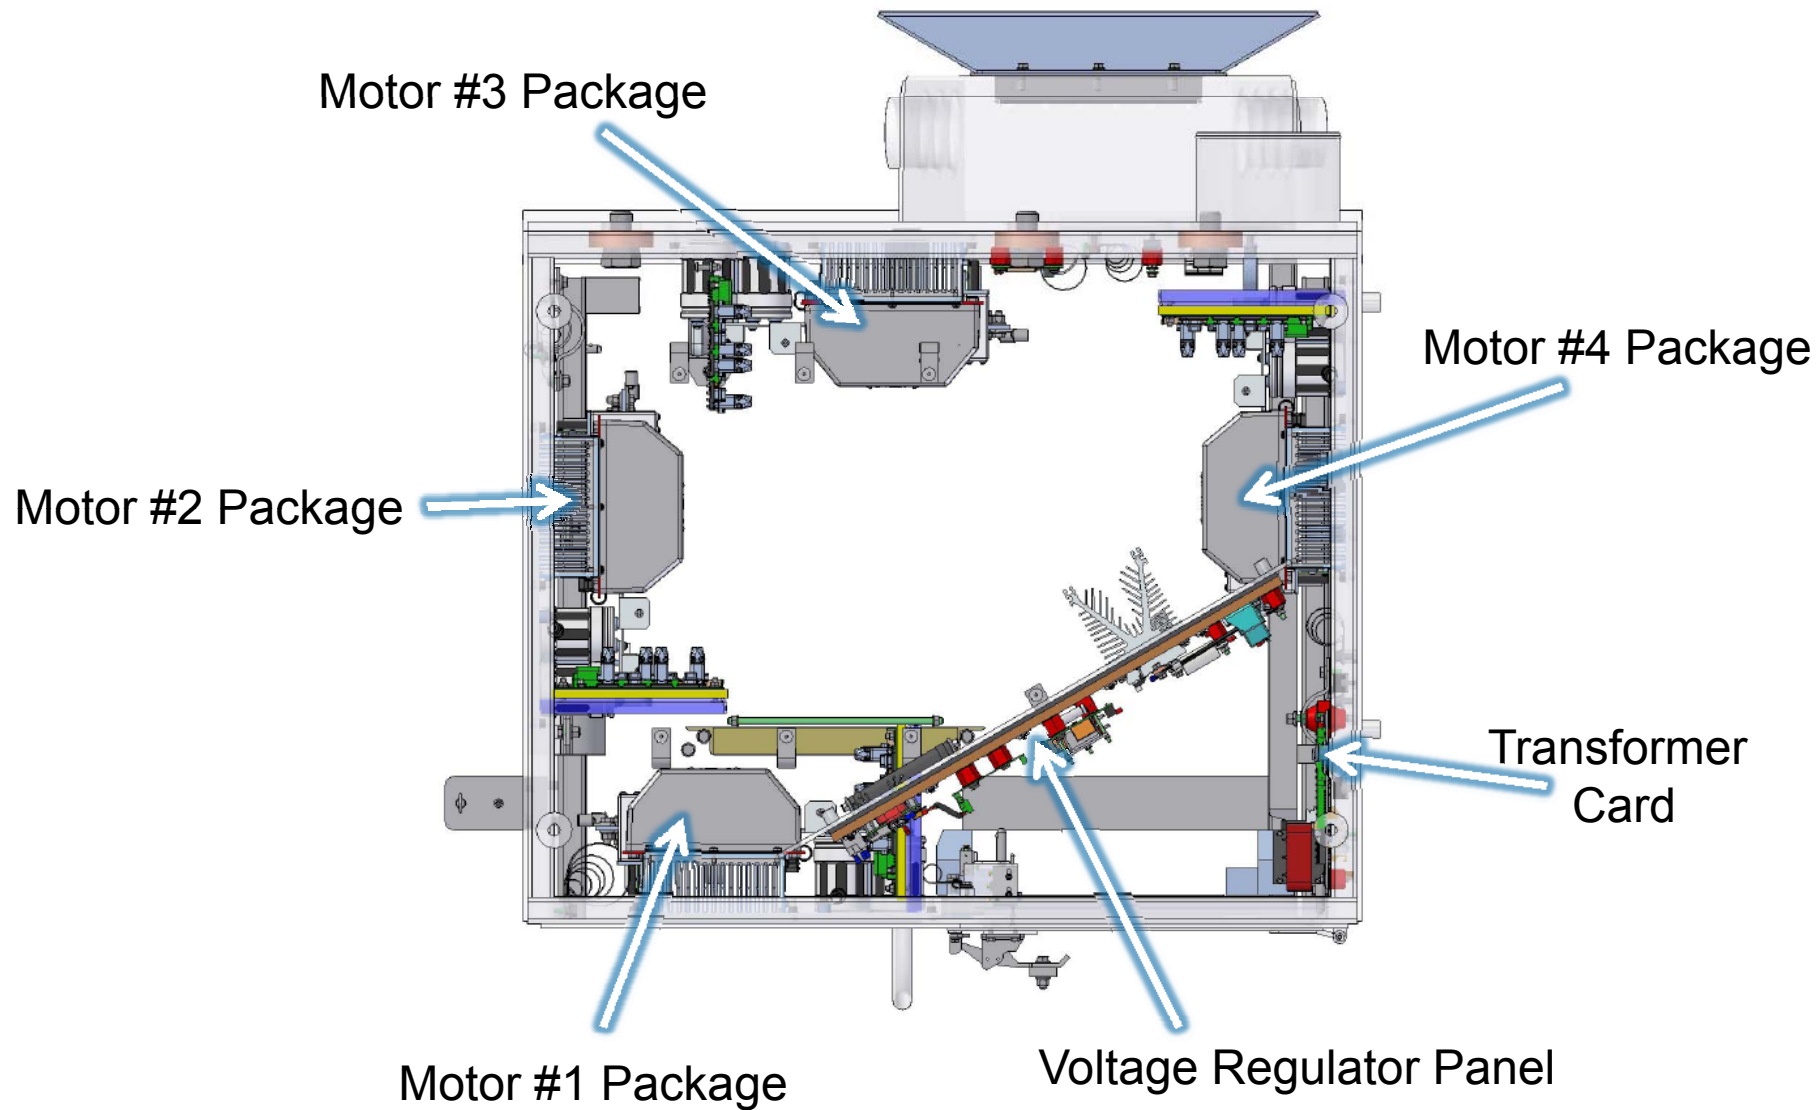 Motor #3 Package
Motor #4 Package
Motor #2 Package
Transformer
Card
Voltage Regulator Panel
Motor #1 Package